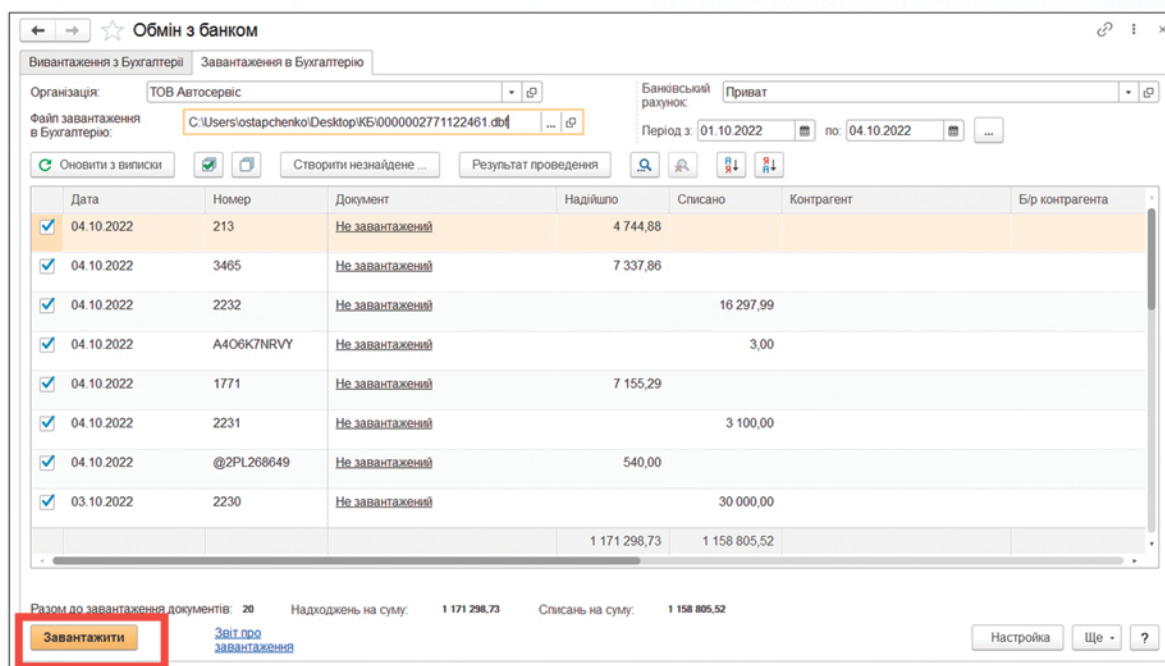 Обмін з банком
Вивантаження з Бухгалтерії Завантаження в Бухгалтерію
Організація: ТОВ Автосервіс Банківський рахунок: Приват
Файл завантаження в Бухгалтерію: C:\Users\ostapchenko\Desktop\КБ\0000002771122461.dbf Період з: 01.10.2022 по: 04.10.2022 ...
Оновити з виписки Створити незнайдене ... Результат проведення
Дата Номер Документ Надійшло Списано Контрагент Б/р контрагента
04.10.2022 213 Не завантажений 4 744,88
04.10.2022 3465 Не завантажений 7 337,86
04.10.2022 2232 Не завантажений 16 297,99
04.10.2022 A4O6K7NRVY Не завантажений 3,00
04.10.2022 1771 Не завантажений 7 155,29
04.10.2022 2231 Не завантажений 3 100,00
04.10.2022 @2PL268649 Не завантажений 540,00
03.10.2022 2230 Не завантажений 30 000,00
1 171 298,73 1 158 805,52
Разом до завантаження документів: 20 Надходжень на суму: 1 171 298,73 Списань на суму: 1 158 805,52
Завантажити Звіт про завантаження Настройка Ще ?